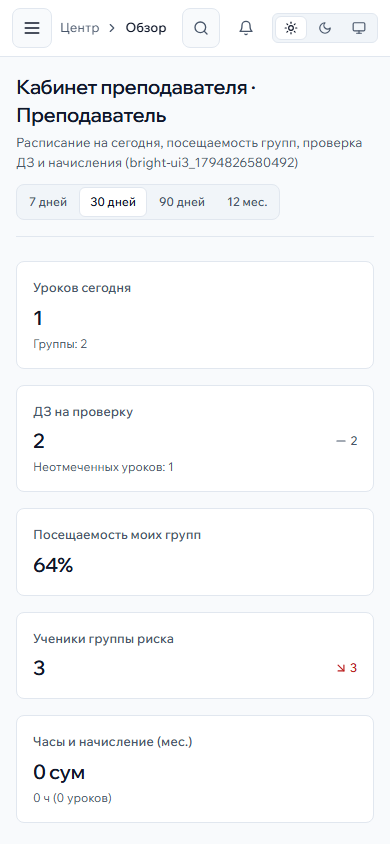 Центр > Обзор
Кабинет преподавателя ·
Преподаватель
Расписание на сегодня, посещаемость групп, проверка
ДЗ и начисления (bright-ui3_1794826580492)
7 дней 30 дней 90 дней 12 мес.
Уроков сегодня
1
Группы: 2
ДЗ на проверку
2 — 2
Неотмеченных уроков: 1
Посещаемость моих групп
64%
Ученики группы риска
3 ↘ 3
Часы и начисление (мес.)
0 сум
0 ч (0 уроков)